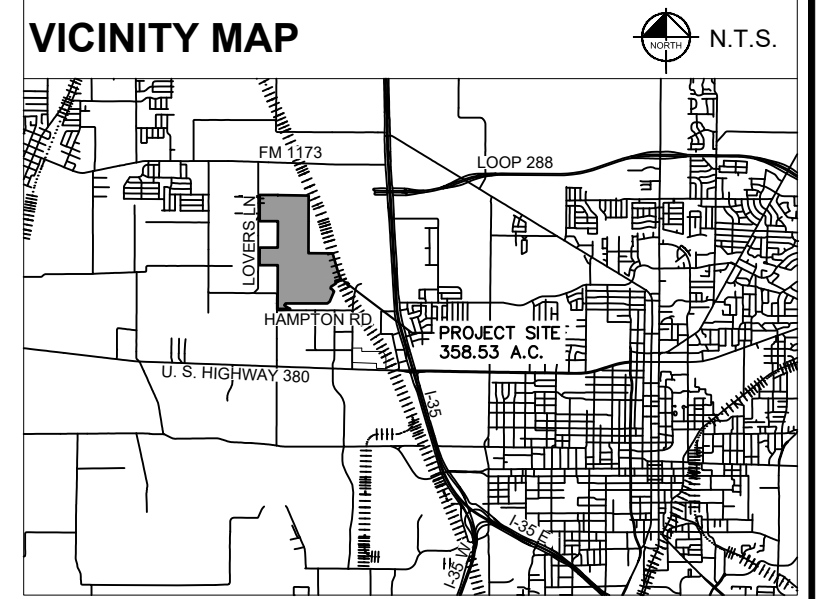 VICINITY MAP
NORTH
N.T.S.
FM 1173
LOOP 288
LOVERS LN
HAMPTON RD
PROJECT SITE
358.53 A.C.
U. S. HIGHWAY 380
I-35
I-35 E
I-35 W